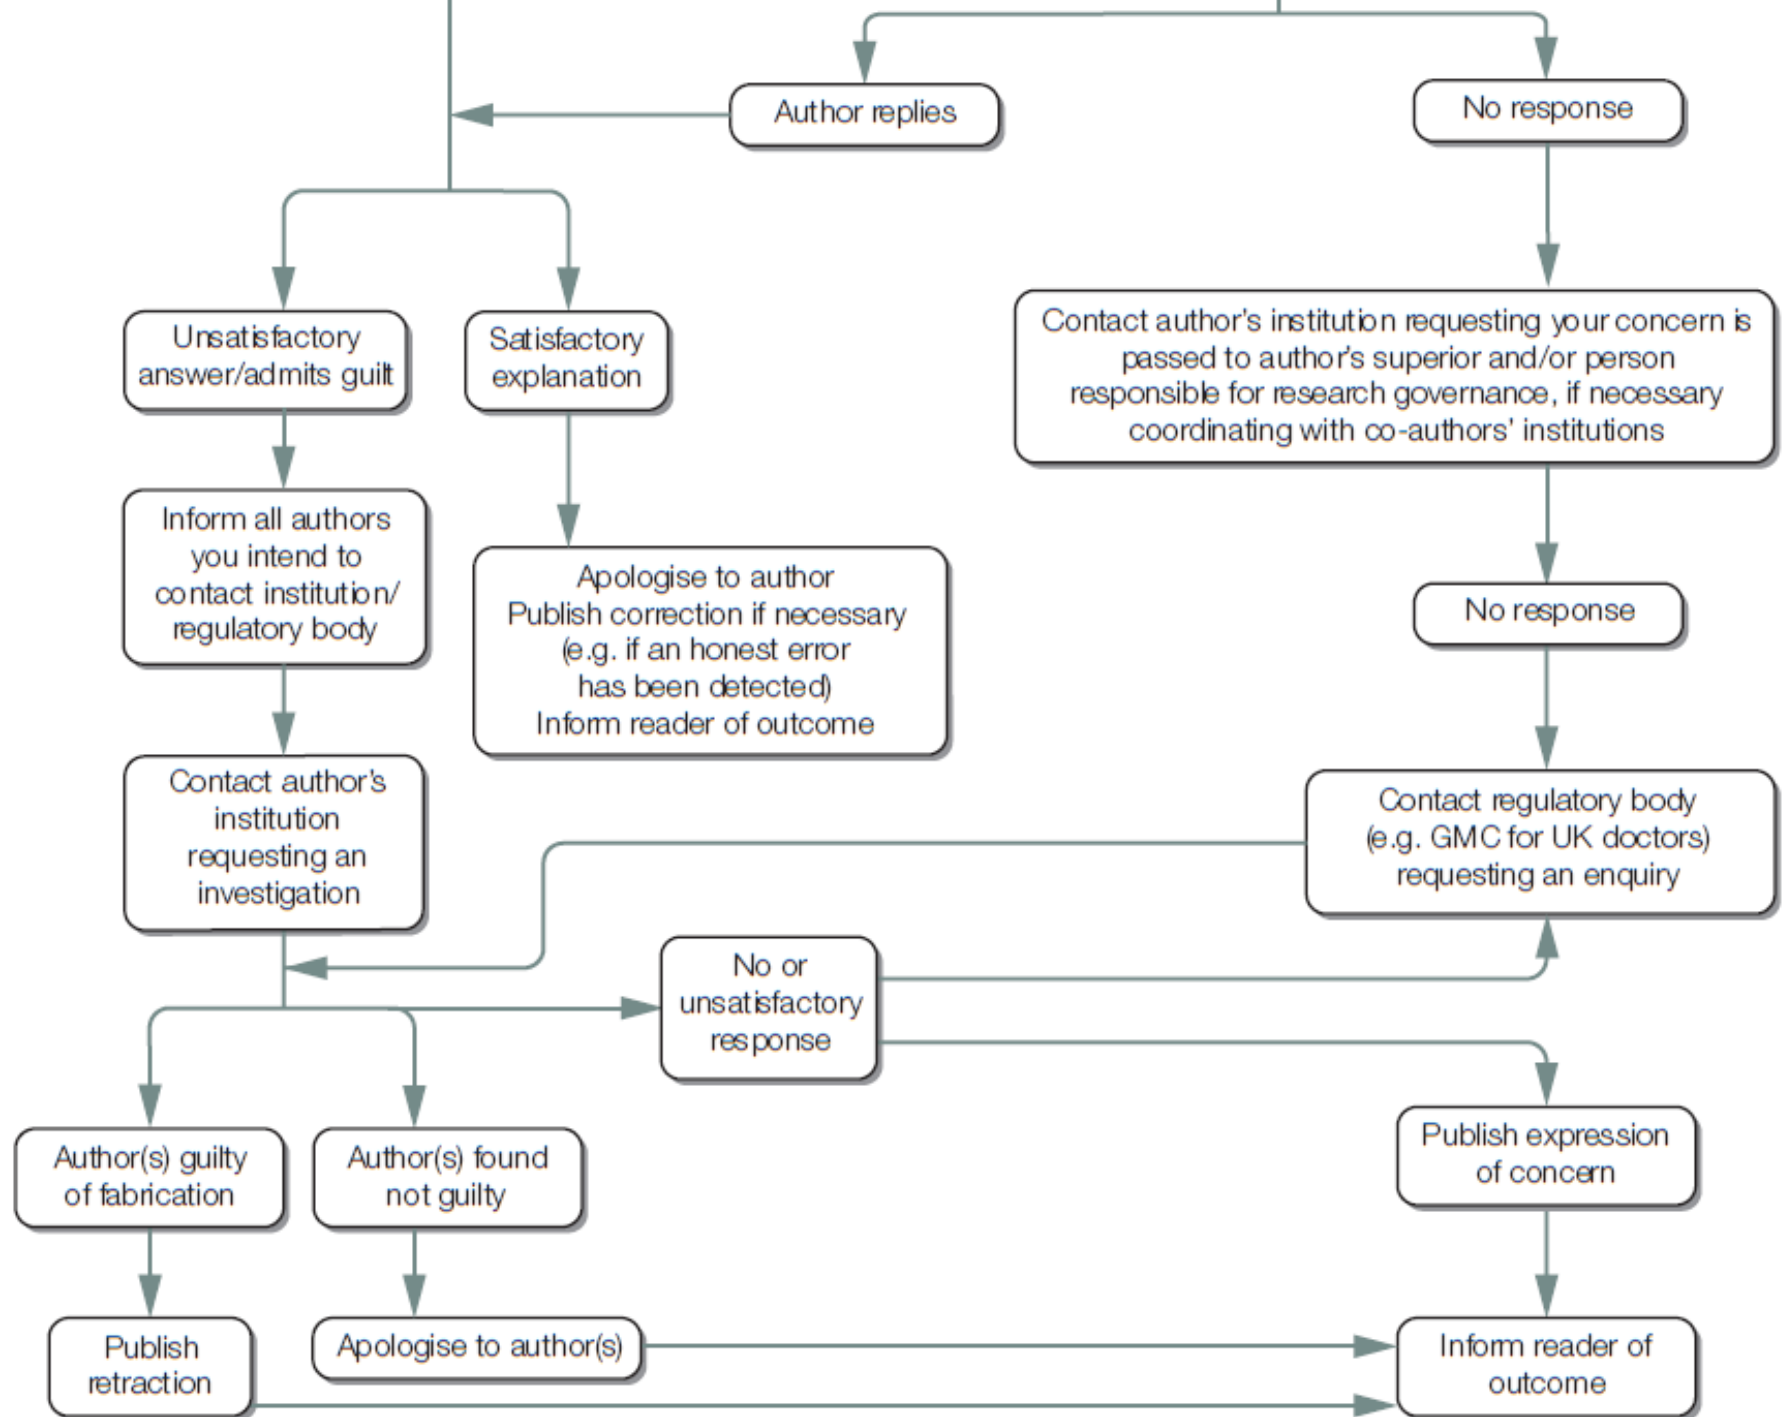 Author replies
No response
Unsatisfactory
answer/admits guilt
Satisfactory
explanation
Contact author's institution requesting your concern is
passed to author's superior and/or person
responsible for research governance, if necessary
coordinating with co-authors' institutions
Inform all authors
you intend to
contact institution/
regulatory body
Apologise to author
Publish correction if necessary
(e.g. if an honest error
has been detected)
Inform reader of outcome
No response
Contact author's
institution
requesting an
investigation
Contact regulatory body
(e.g. GMC for UK doctors)
requesting an enquiry
No or
unsatisfactory
response
Author(s) guilty
of fabrication
Author(s) found
not guilty
Publish expression
of concern
Publish
retraction
Apologise to author(s)
Inform reader of
outcome